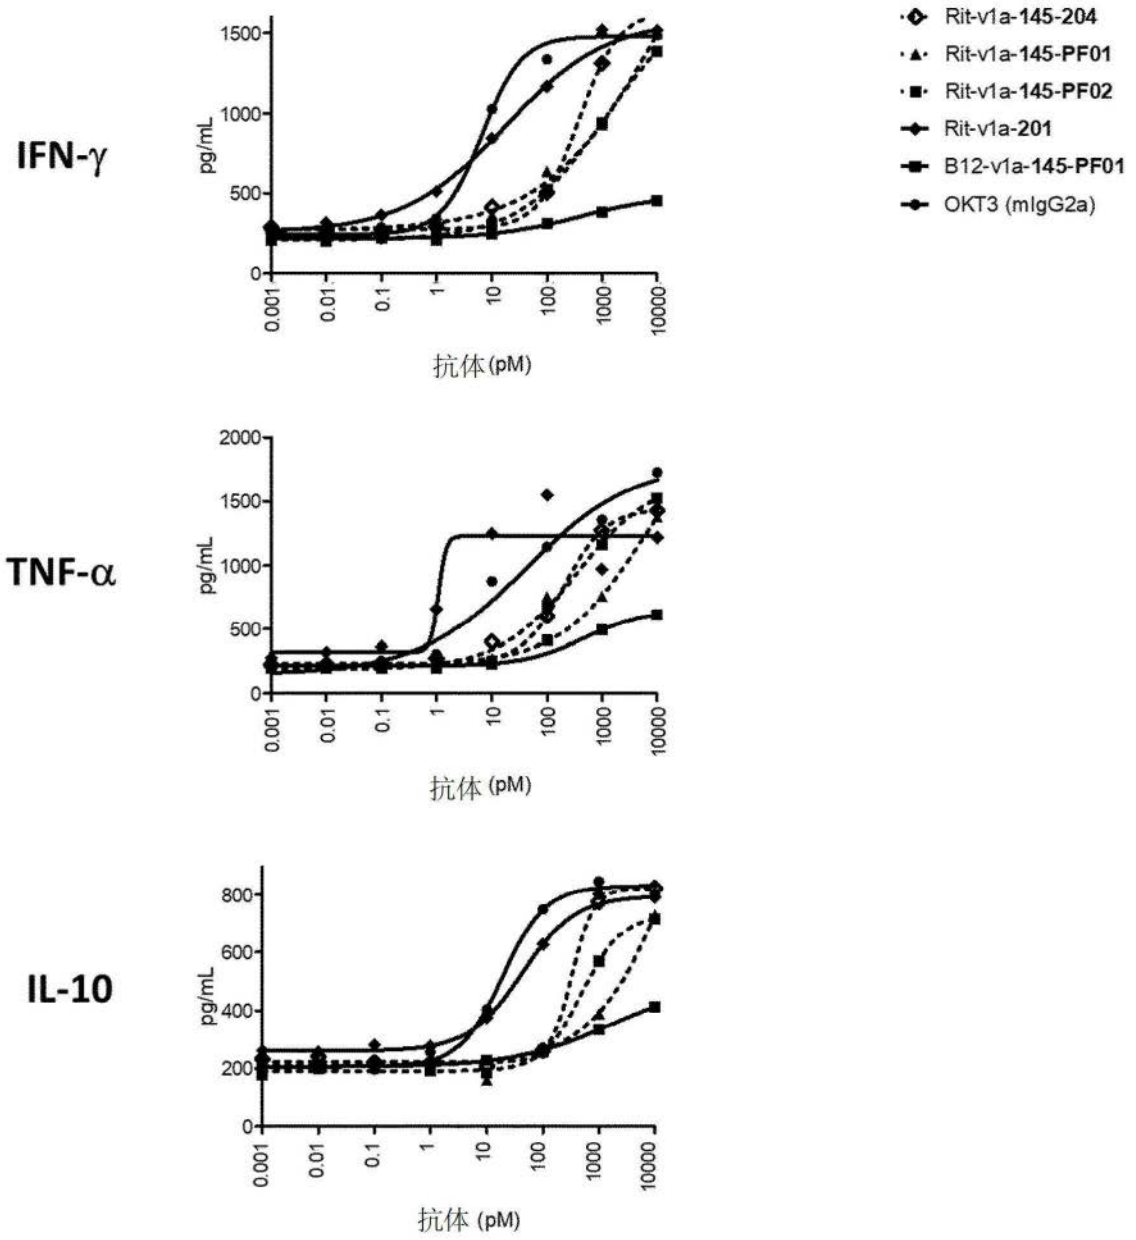 Rit-v1a-145-204
Rit-v1a-145-PF01
Rit-v1a-145-PF02
Rit-v1a-201
B12-v1a-145-PF01
OKT3 (mIgG2a)
IFN-γ
pg/mL
1500
1000
500
0
0.001
0.01
0.1
1
10
100
1000
10000
抗体 (pM)
TNF-α
pg/mL
2000
1500
1000
500
0
0.001
0.01
0.1
1
10
100
1000
10000
抗体 (pM)
IL-10
pg/mL
800
600
400
200
0
0.001
0.01
0.1
1
10
100
1000
10000
抗体 (pM)